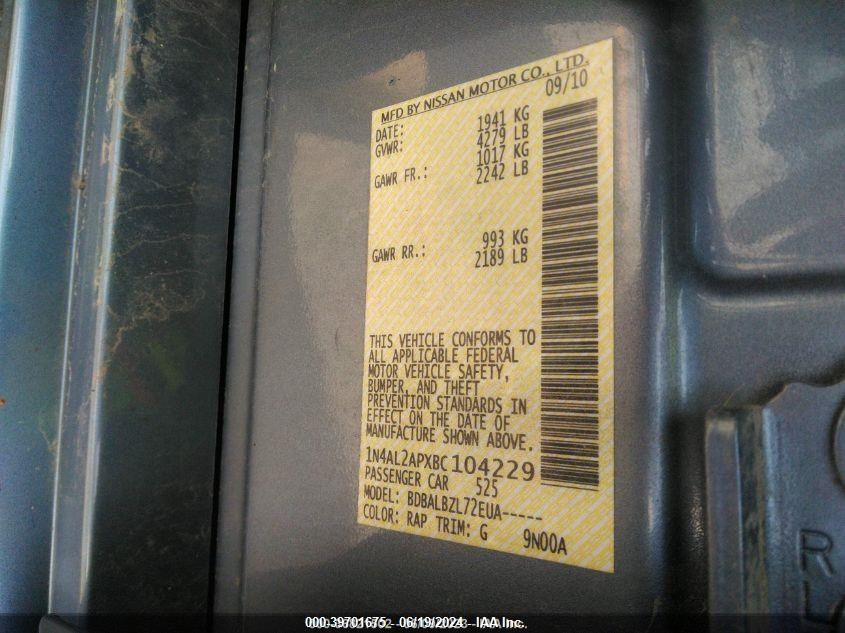 MFD BY NISSAN MOTOR CO., LTD.
DATE: 09/10
GVWR: 1941 KG
4279 LB
GAWR FR.: 1017 KG
2242 LB
GAWR RR.: 993 KG
2189 LB
THIS VEHICLE CONFORMS TO
ALL APPLICABLE FEDERAL
MOTOR VEHICLE SAFETY,
BUMPER, AND THEFT
PREVENTION STANDARDS IN
EFFECT ON THE DATE OF
MANUFACTURE SHOWN ABOVE.
1N4AL2APXBC104229
PASSENGER CAR 525
MODEL: BDBALBZL72EUA-----
COLOR: RAP TRIM: G 9N00A
R
000-39701675 06/19/2024 IAA Inc.